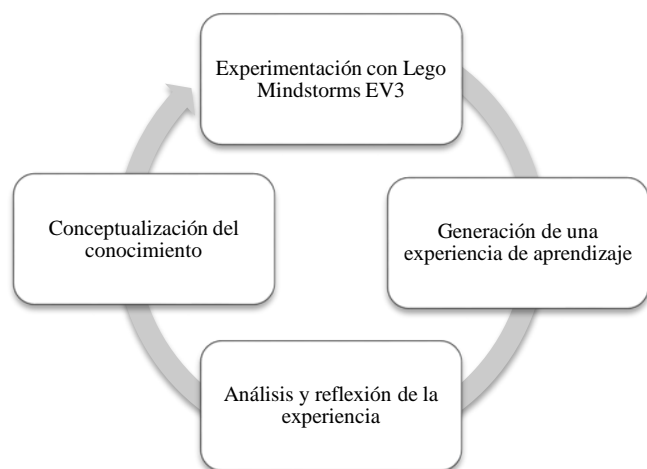 Experimentación con Lego
Mindstorms EV3
Generación de una
experiencia de aprendizaje
Análisis y reflexión de la
experiencia
Conceptualización del
conocimiento